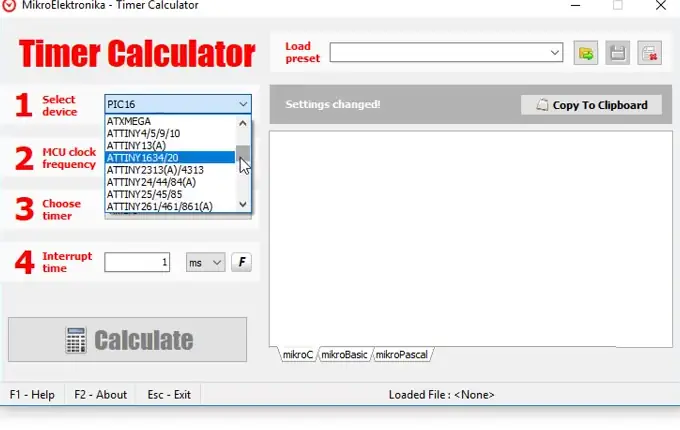 MikroElektronika - Timer Calculator
Timer Calculator
Load preset
1 Select device
PIC16
ATXMEGA
ATTINY4/5/9/10
ATTINY13(A)
ATTINY1634/20
ATTINY2313(A)/4313
ATTINY24/44/84(A)
ATTINY25/45/85
ATTINY261/461/861(A)
2 MCU clock frequency
3 Choose timer
4 Interrupt time
1
ms
F
Calculate
Settings changed!
Copy To Clipboard
mikroC
mikroBasic
mikroPascal
F1 - Help
F2 - About
Esc - Exit
Loaded File : <None>